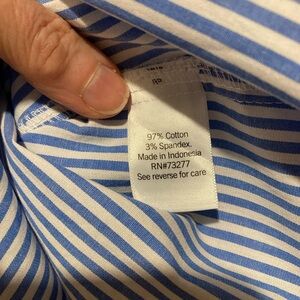 97% Cotton
3% Spandex
Made in Indonesia
RN#73277
See reverse for care